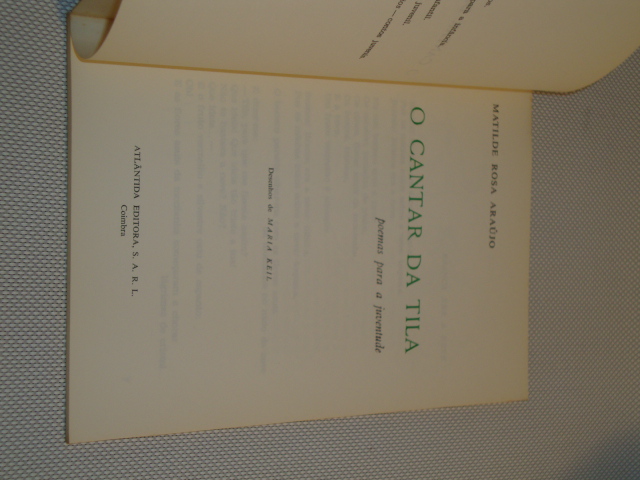 MATILDE ROSA ARAÚJO
O CANTAR DA TILA
poemas para a juventude
Desenhos de MARIA KEIL
ATLÂNTIDA EDITORA, S. A. R. L.
Coimbra